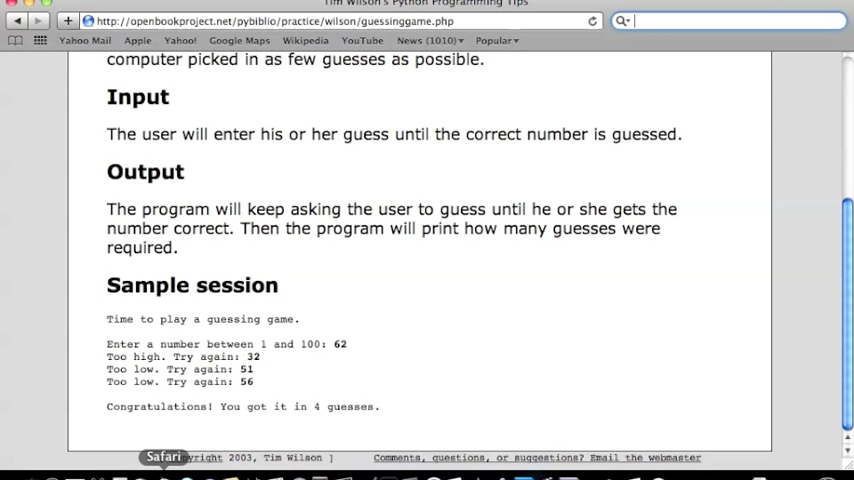 Tim Wilson's Python Programming Tips
http://openbookproject.net/pybiblio/practice/wilson/guessinggame.php
Yahoo Mail Apple Yahoo! Google Maps Wikipedia YouTube News (1010) Popular
computer picked in as few guesses as possible.
Input
The user will enter his or her guess until the correct number is guessed.
Output
The program will keep asking the user to guess until he or she gets the
number correct. Then the program will print how many guesses were
required.
Sample session
Time to play a guessing game.
Enter a number between 1 and 100: 62
Too high. Try again: 32
Too low. Try again: 51
Too low. Try again: 56
Congratulations! You got it in 4 guesses.
Safari
yright 2003, Tim Wilson ] Comments, questions, or suggestions? Email the webmaster